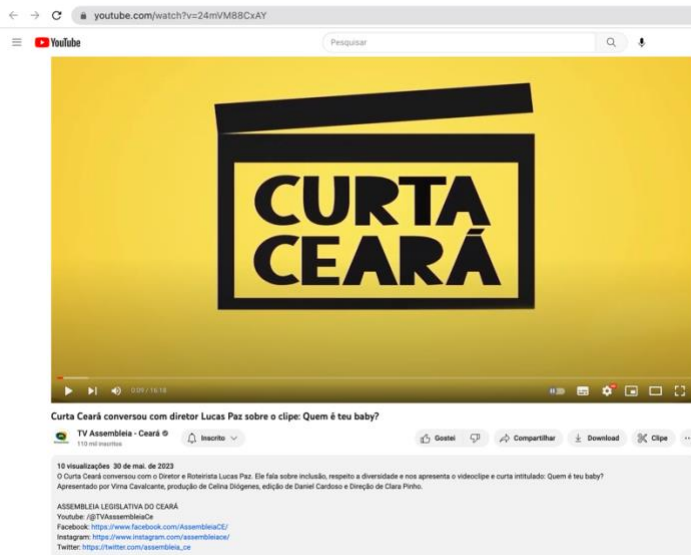 youtube.com/watch?v=24mVM88CxAY
YouTube
Pesquisar
CURTA
CEARÁ
0:01 / 16:18
Curta Ceará conversou com diretor Lucas Paz sobre o clipe: Quem é teu baby?
TV Assembleia - Ceará
Inscrito
Gostei
Compartilhar
Download
Clipe
110 mil inscritos
10 visualizações 30 de mai. de 2023
O Curta Ceará conversou com o Diretor e Roteirista Lucas Paz. Ele fala sobre inclusão, respeito a diversidade e nos apresenta o videoclipe e curta intitulado: Quem é teu baby?
Apresentado por Virna Cavalcante, produção de Celina Diógenes, edição de Daniel Cardoso e Direção de Clara Pinho.
ASSEMBLEIA LEGISLATIVA DO CEARÁ
Youtube: /@TVAssembleiaCe
Facebook: https://www.facebook.com/AssembleiaCE/
Instagram: https://www.instagram.com/assembleiace/
Twitter: https://twitter.com/assembleia_ce